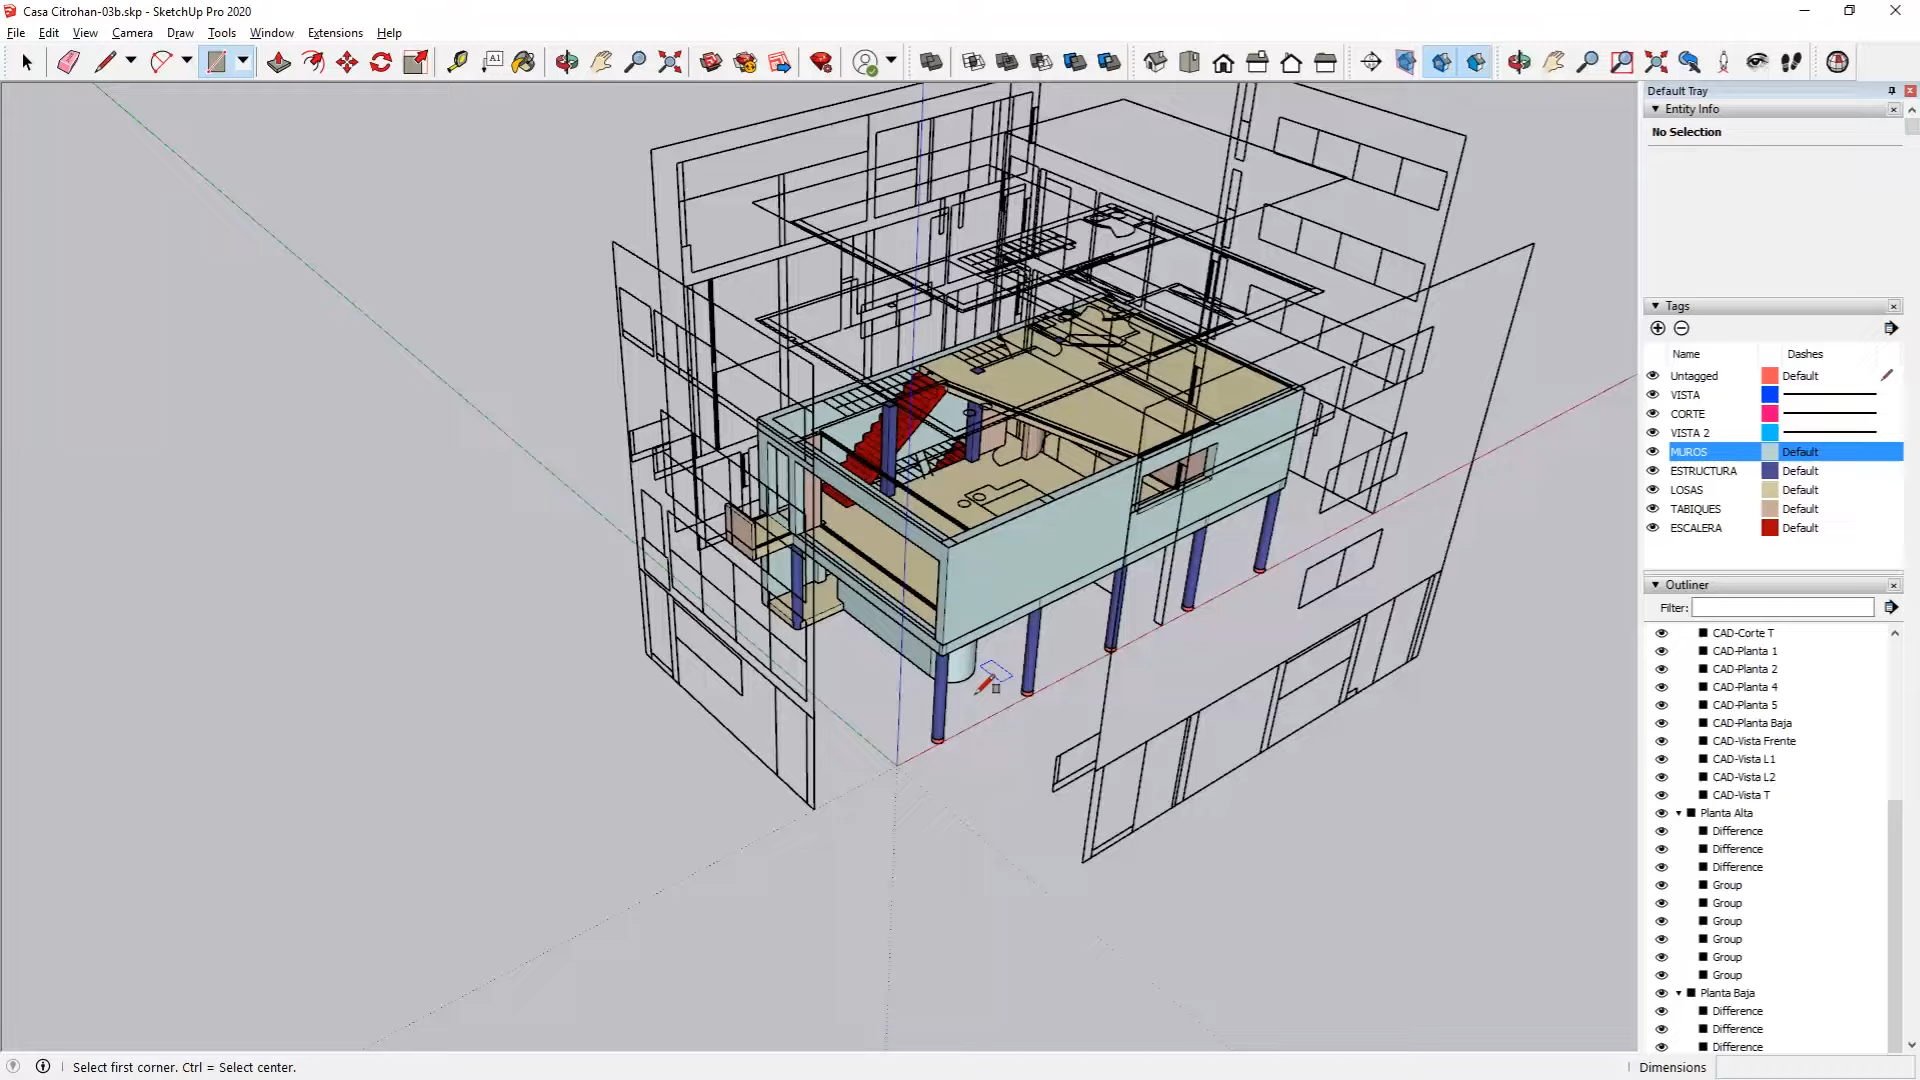 Casa Citrohan-03b.skp - SketchUp Pro 2020
File Edit View Camera Draw Tools Window Extensions Help
A1
Default Tray
Entity Info
No Selection
Tags
Name Dashes
Untagged Default
VISTA
CORTE
VISTA 2
MUROS Default
ESTRUCTURA Default
LOSAS Default
TABIQUES Default
ESCALERA Default
Outliner
Filter:
CAD-Corte T
CAD-Planta 1
CAD-Planta 2
CAD-Planta 4
CAD-Planta 5
CAD-Planta Baja
CAD-Vista Frente
CAD-Vista L1
CAD-Vista L2
CAD-Vista T
Planta Alta
Difference
Difference
Difference
Group
Group
Group
Group
Group
Group
Planta Baja
Difference
Difference
Difference
Select first corner. Ctrl = Select center.
Dimensions